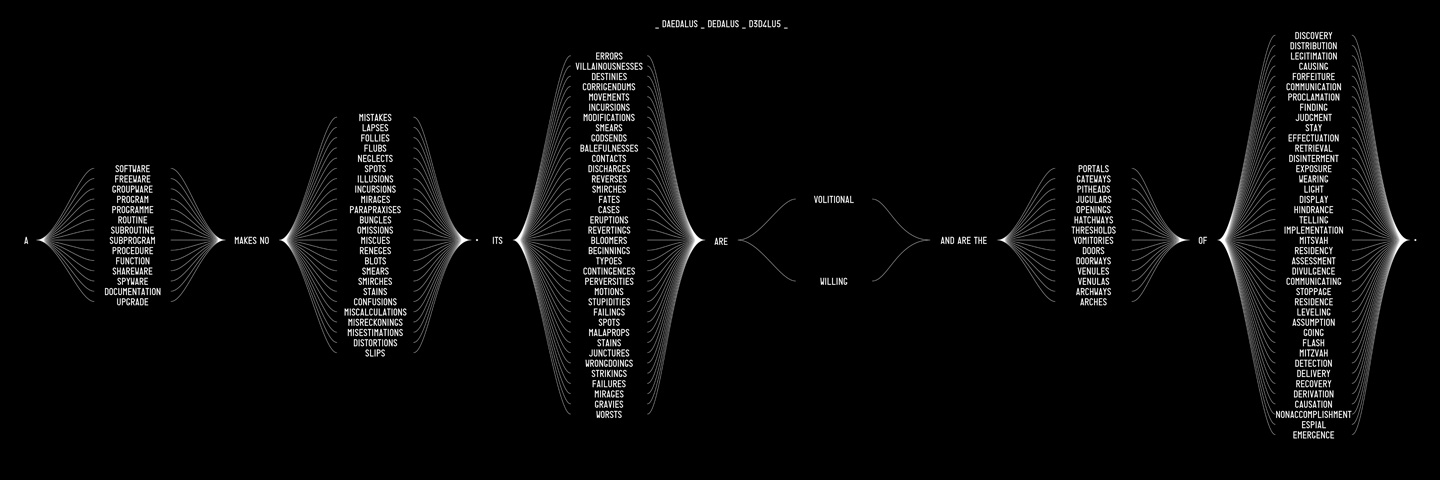 _ DAEDALUS _ DEDALUS _ D3D4LU5 _
A
SOFTWARE
FREEWARE
GROUPWARE
PROGRAM
PROGRAMME
ROUTINE
SUBROUTINE
SUBPROGRAM
PROCEDURE
FUNCTION
SHAREWARE
SPYWARE
DOCUMENTATION
UPGRADE
MAKES NO
MISTAKES
LAPSES
FOLLIES
FLUBS
NEGLECTS
SPOTS
ILLUSIONS
INCURSIONS
MIRAGES
PARAPRAXISES
BUNGLES
OMISSIONS
MISCUES
RENEGES
BLOTS
SMEARS
SMIRCHES
STAINS
CONFUSIONS
MISCALCULATIONS
MISRECKONINGS
MISESTIMATIONS
DISTORTIONS
SLIPS
.
ITS
ERRORS
VILLAINOUSNESSES
DESTINIES
CORRIGENDUMS
MOVEMENTS
INCURSIONS
MODIFICATIONS
SMEARS
GODSENDS
BALEFULNESSES
CONTACTS
DISCHARGES
REVERSES
SMIRCHES
FATES
CASES
ERUPTIONS
REVERTINGS
BLOOMERS
BEGINNINGS
TYPOES
CONTINGENCES
PERVERSITIES
MOTIONS
STUPIDITIES
FAILINGS
SPOTS
MALAPROPS
STAINS
JUNCTURES
WRONGDOINGS
STRIKINGS
FAILURES
MIRAGES
GRAVIES
WORSTS
ARE
VOLITIONAL
WILLING
AND ARE THE
PORTALS
GATEWAYS
PITHEADS
JUGULARS
OPENINGS
HATCHWAYS
THRESHOLDS
VOMITORIES
DOORS
DOORWAYS
VENULES
VENULAS
ARCHWAYS
ARCHES
OF
DISCOVERY
DISTRIBUTION
LEGITIMATION
CAUSING
FORFEITURE
COMMUNICATION
PROCLAMATION
FINDING
JUDGMENT
STAY
EFFECTUATION
RETRIEVAL
DISINTERMENT
EXPOSURE
WEARING
LIGHT
DISPLAY
HINDRANCE
TELLING
IMPLEMENTATION
MITSVAH
RESIDENCY
ASSESSMENT
DIVULGENCE
COMMUNICATING
STOPPAGE
RESIDENCE
LEVELING
ASSUMPTION
GOING
FLASH
MITZVAH
DETECTION
DELIVERY
RECOVERY
DERIVATION
CAUSATION
NONACCOMPLISHMENT
ESPIAL
EMERGENCE
.